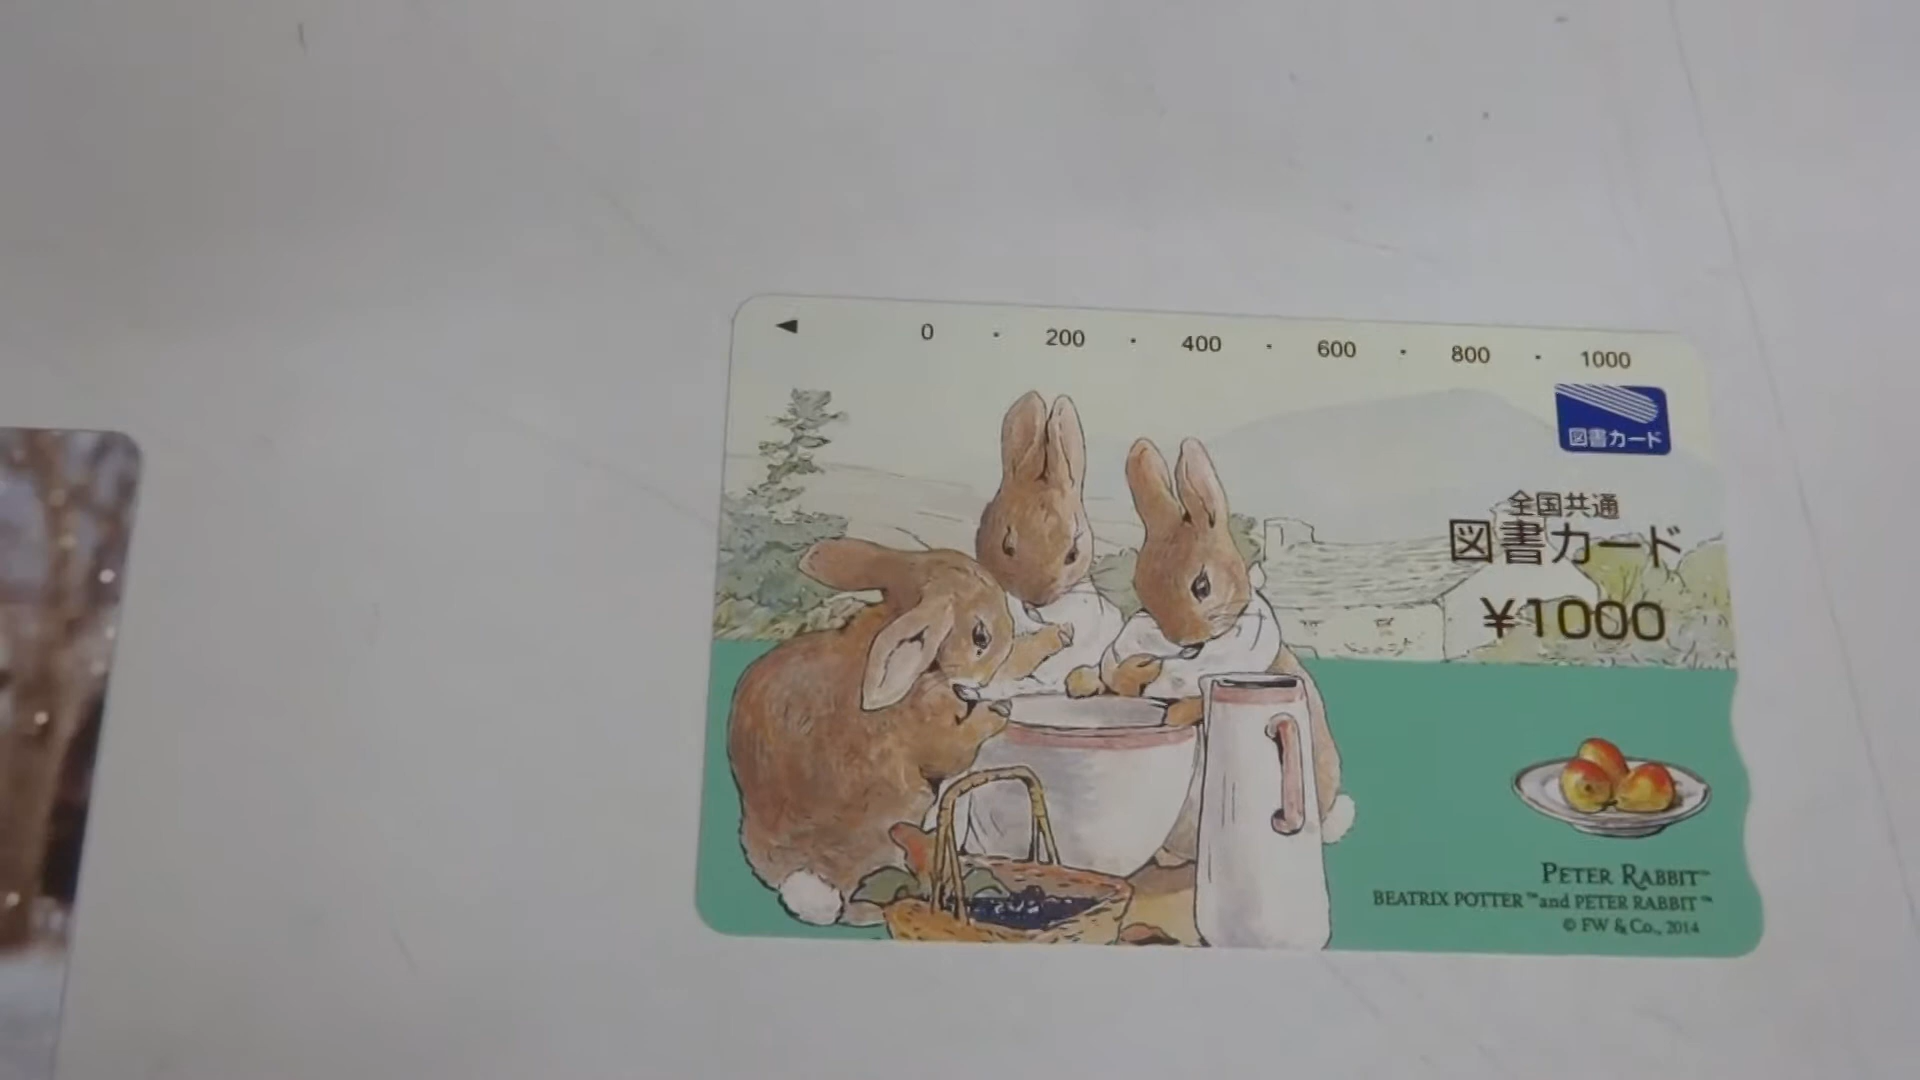 0 · 200 · 400 · 600 · 800 · 1000
図書カード
全国共通
図書カード
¥1000
PETER RABBIT™
BEATRIX POTTER™ and PETER RABBIT™
© FW & Co., 2014